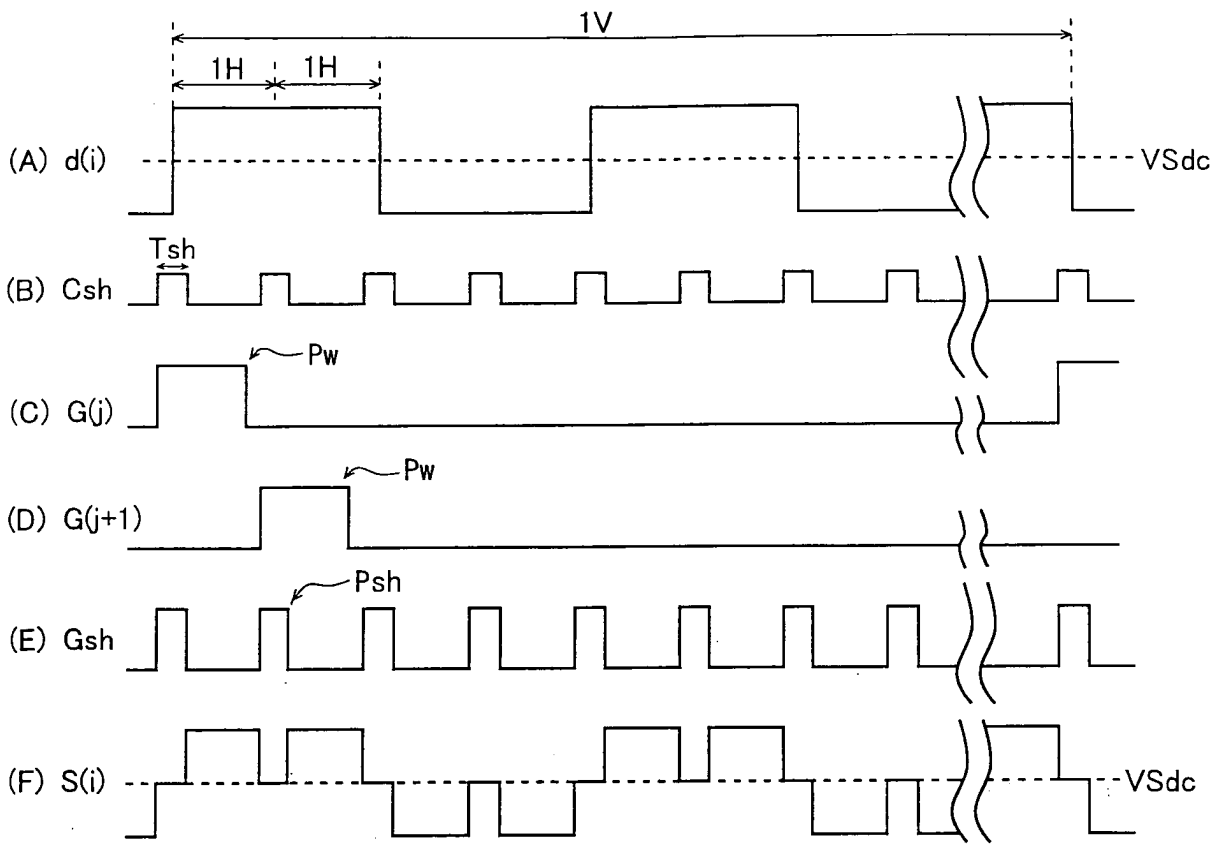 1V
1H 1H
(A) d(i)
VSdc
Tsh
(B) Csh
Pw
(C) G(j)
Pw
(D) G(j+1)
Psh
(E) Gsh
(F) S(i)
VSdc